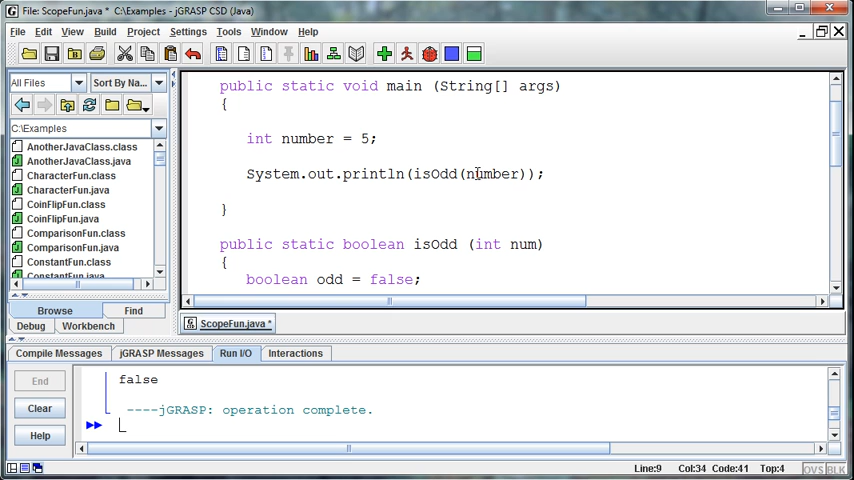 File: ScopeFun.java * C:\Examples - jGRASP CSD (Java)
File Edit View Build Project Settings Tools Window Help
All Files Sort By Na...
C:\Examples
AnotherJavaClass.class
AnotherJavaClass.java
CharacterFun.class
CharacterFun.java
CoinFlipFun.class
CoinFlipFun.java
ComparisonFun.class
ComparisonFun.java
ConstantFun.class
ConstantFun.java
Browse Find
Debug Workbench
public static void main (String[] args)
{
int number = 5;
System.out.println(isOdd(number));
}
public static boolean isOdd (int num)
{
boolean odd = false;
ScopeFun.java *
Compile Messages jGRASP Messages Run I/O Interactions
End
Clear
Help
false
----jGRASP: operation complete.
Line:9 Col:34 Code:41 Top:4 OVS BLK